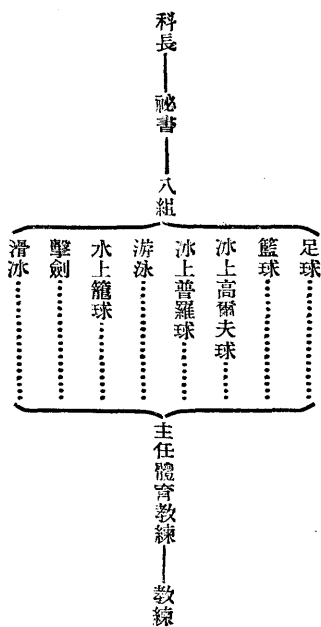 科長
祕書
八組
足球
籃球
冰上高爾夫球
冰上普羅球
游泳
水上籠球
擊劍
滑冰
主任體育教練
教練